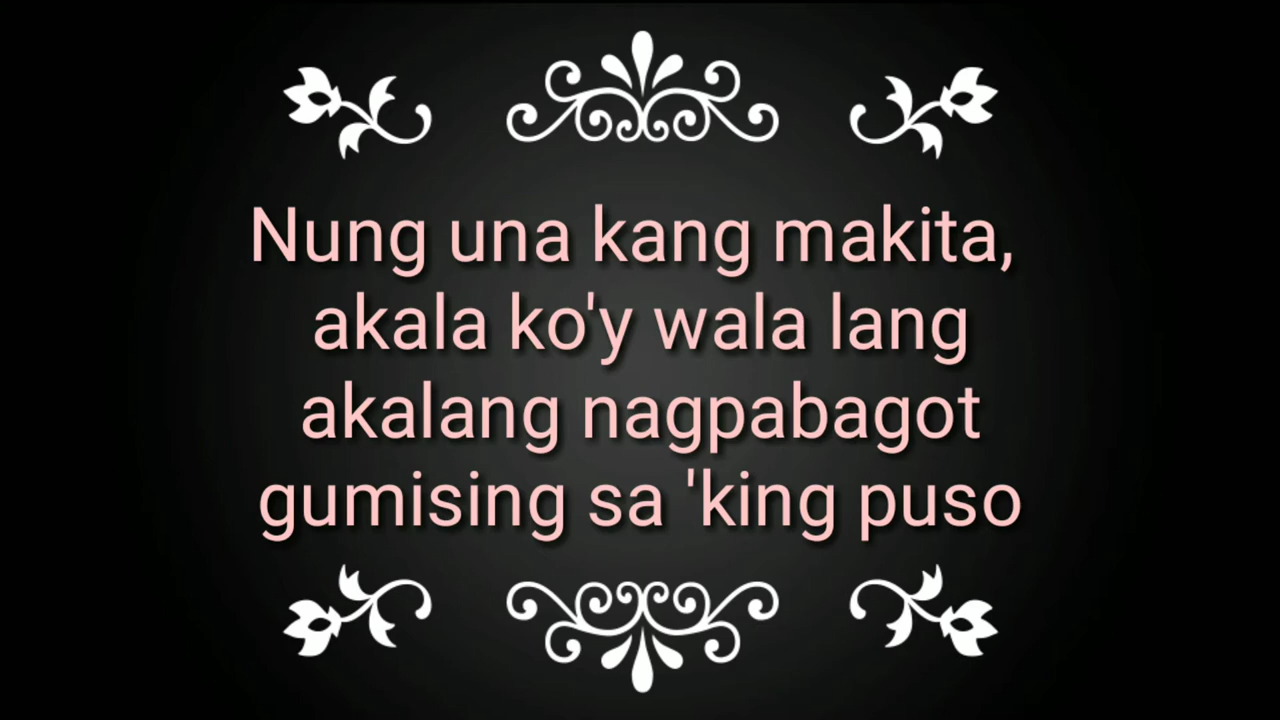 Nung una kang makita,
akala ko'y wala lang
akalang nagpabagot
gumising sa 'king puso